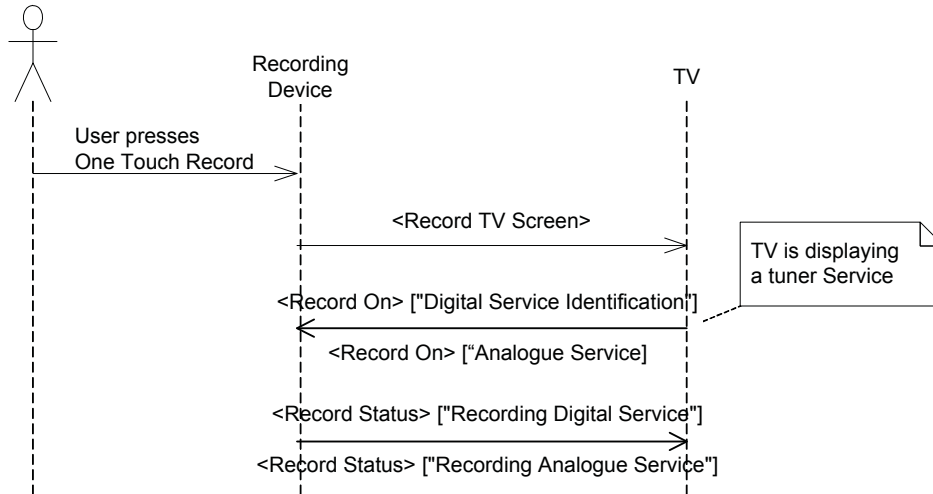 Recording
Device
TV
User presses
One Touch Record
<Record TV Screen>
TV is displaying
a tuner Service
<Record On> ["Digital Service Identification"]
<Record On> [“Analogue Service]
<Record Status> ["Recording Digital Service"]
<Record Status> ["Recording Analogue Service"]